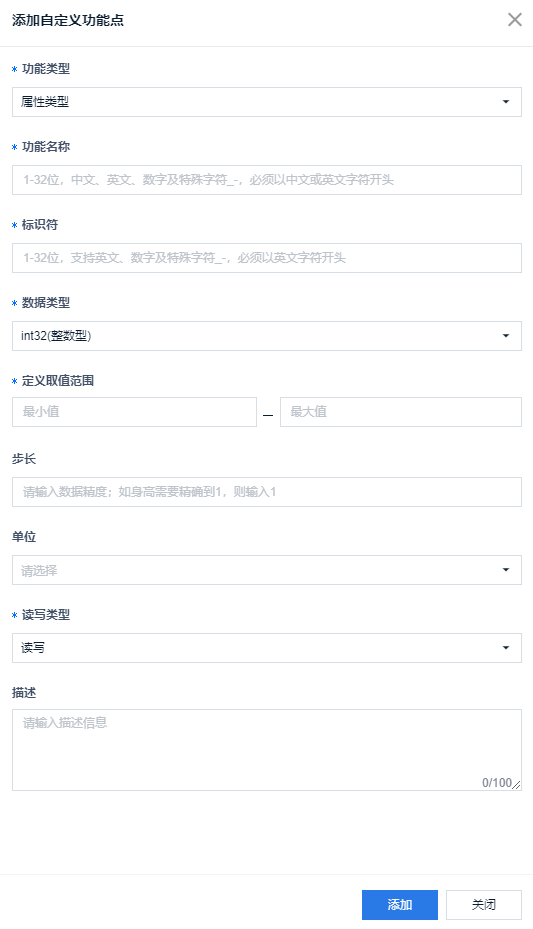 添加自定义功能点
* 功能类型
属性类型
* 功能名称
1-32位，中文、英文、数字及特殊字符_-，必须以中文或英文字符开头
* 标识符
1-32位，支持英文、数字及特殊字符_-，必须以英文字符开头
* 数据类型
int32(整数型)
* 定义取值范围
最小值 — 最大值
步长
请输入数据精度；如身高需要精确到1，则输入1
单位
请选择
* 读写类型
读写
描述
请输入描述信息
0/100
添加 关闭